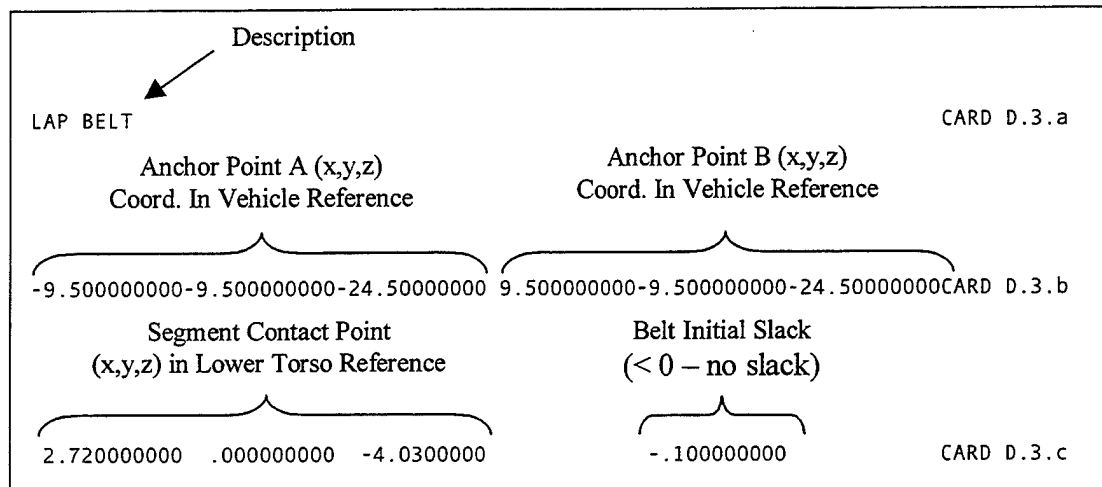 Description
LAP BELT CARD D.3.a
Anchor Point A (x,y,z)
Coord. In Vehicle Reference
Anchor Point B (x,y,z)
Coord. In Vehicle Reference
-9.500000000-9.500000000-24.50000000 9.500000000-9.500000000-24.50000000CARD D.3.b
Segment Contact Point
(x,y,z) in Lower Torso Reference
Belt Initial Slack
(< 0 – no slack)
2.720000000 .000000000 -4.0300000 -.100000000 CARD D.3.c